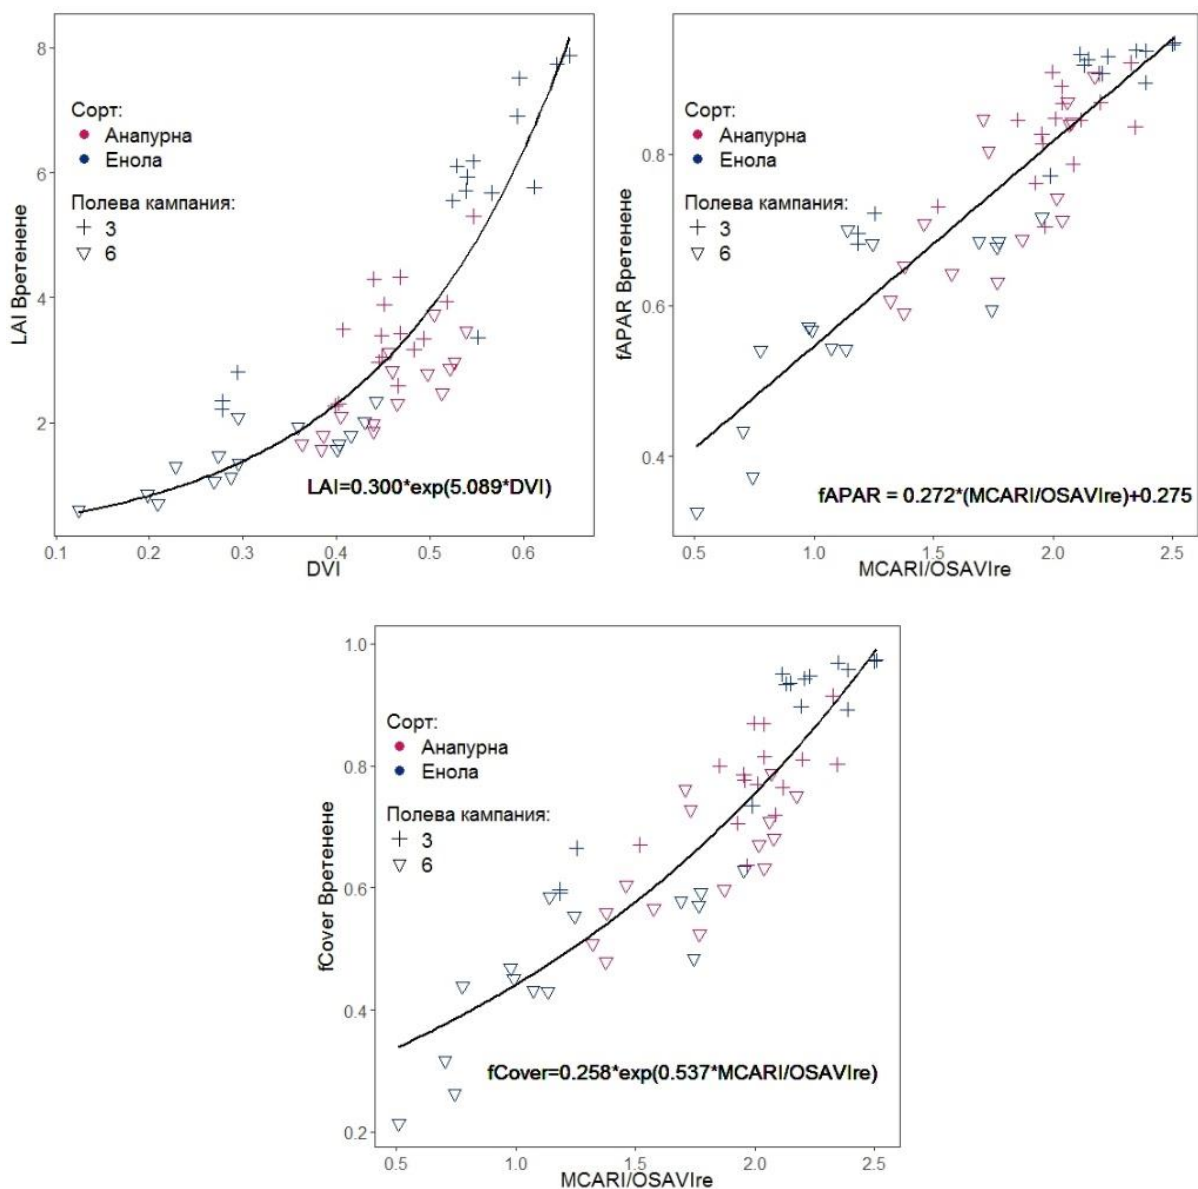 8
6
4
2
LAI Вретенене
Сорт:
Анапурна
Енола
Полева кампания:
3
6
LAI=0.300*exp(5.089*DVI)
0.1 0.2 0.3 0.4 0.5 0.6
DVI
0.8
0.6
0.4
fAPAR Вретенене
Сорт:
Анапурна
Енола
Полева кампания:
3
6
fAPAR = 0.272*(MCARI/OSAVIre)+0.275
0.5 1.0 1.5 2.0 2.5
MCARI/OSAVIre
1.0
0.8
0.6
0.4
0.2
fCover Вретенене
Сорт:
Анапурна
Енола
Полева кампания:
3
6
fCover=0.258*exp(0.537*MCARI/OSAVIre)
0.5 1.0 1.5 2.0 2.5
MCARI/OSAVIre